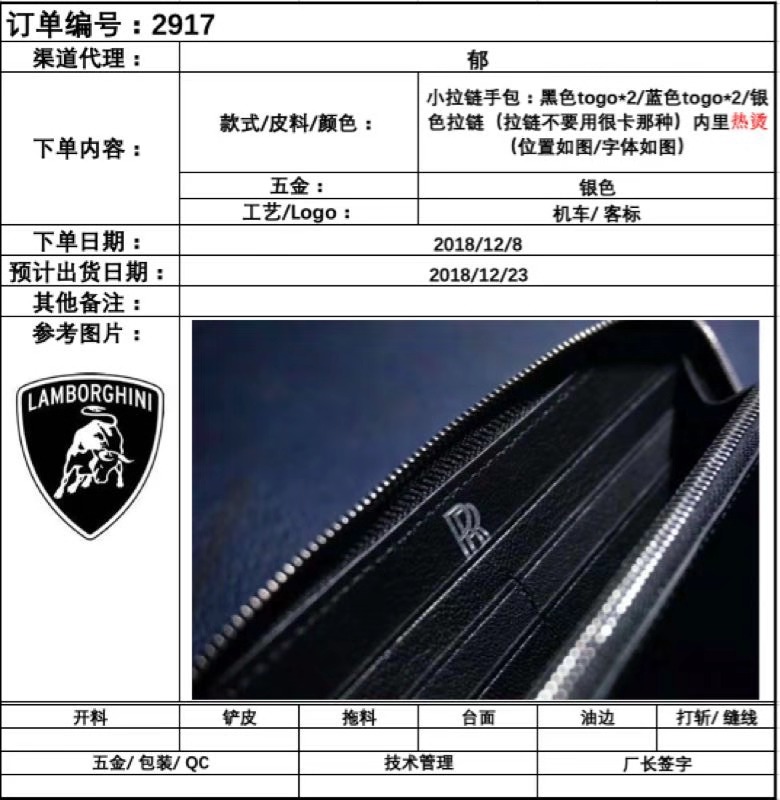 订单编号：2917
渠道代理： 郁
下单内容： 款式/皮料/颜色： 小拉链手包：黑色togo*2/蓝色togo*2/银
色拉链（拉链不要用很卡那种）内里热烫
（位置如图/字体如图）
五金： 银色
工艺/Logo： 机车/ 客标
下单日期： 2018/12/8
预计出货日期： 2018/12/23
其他备注：
参考图片：
LAMBORGHINI
RR
开料 铲皮 拖料 台面 油边 打斩/ 缝线
五金/ 包装/ QC 技术管理 厂长签字